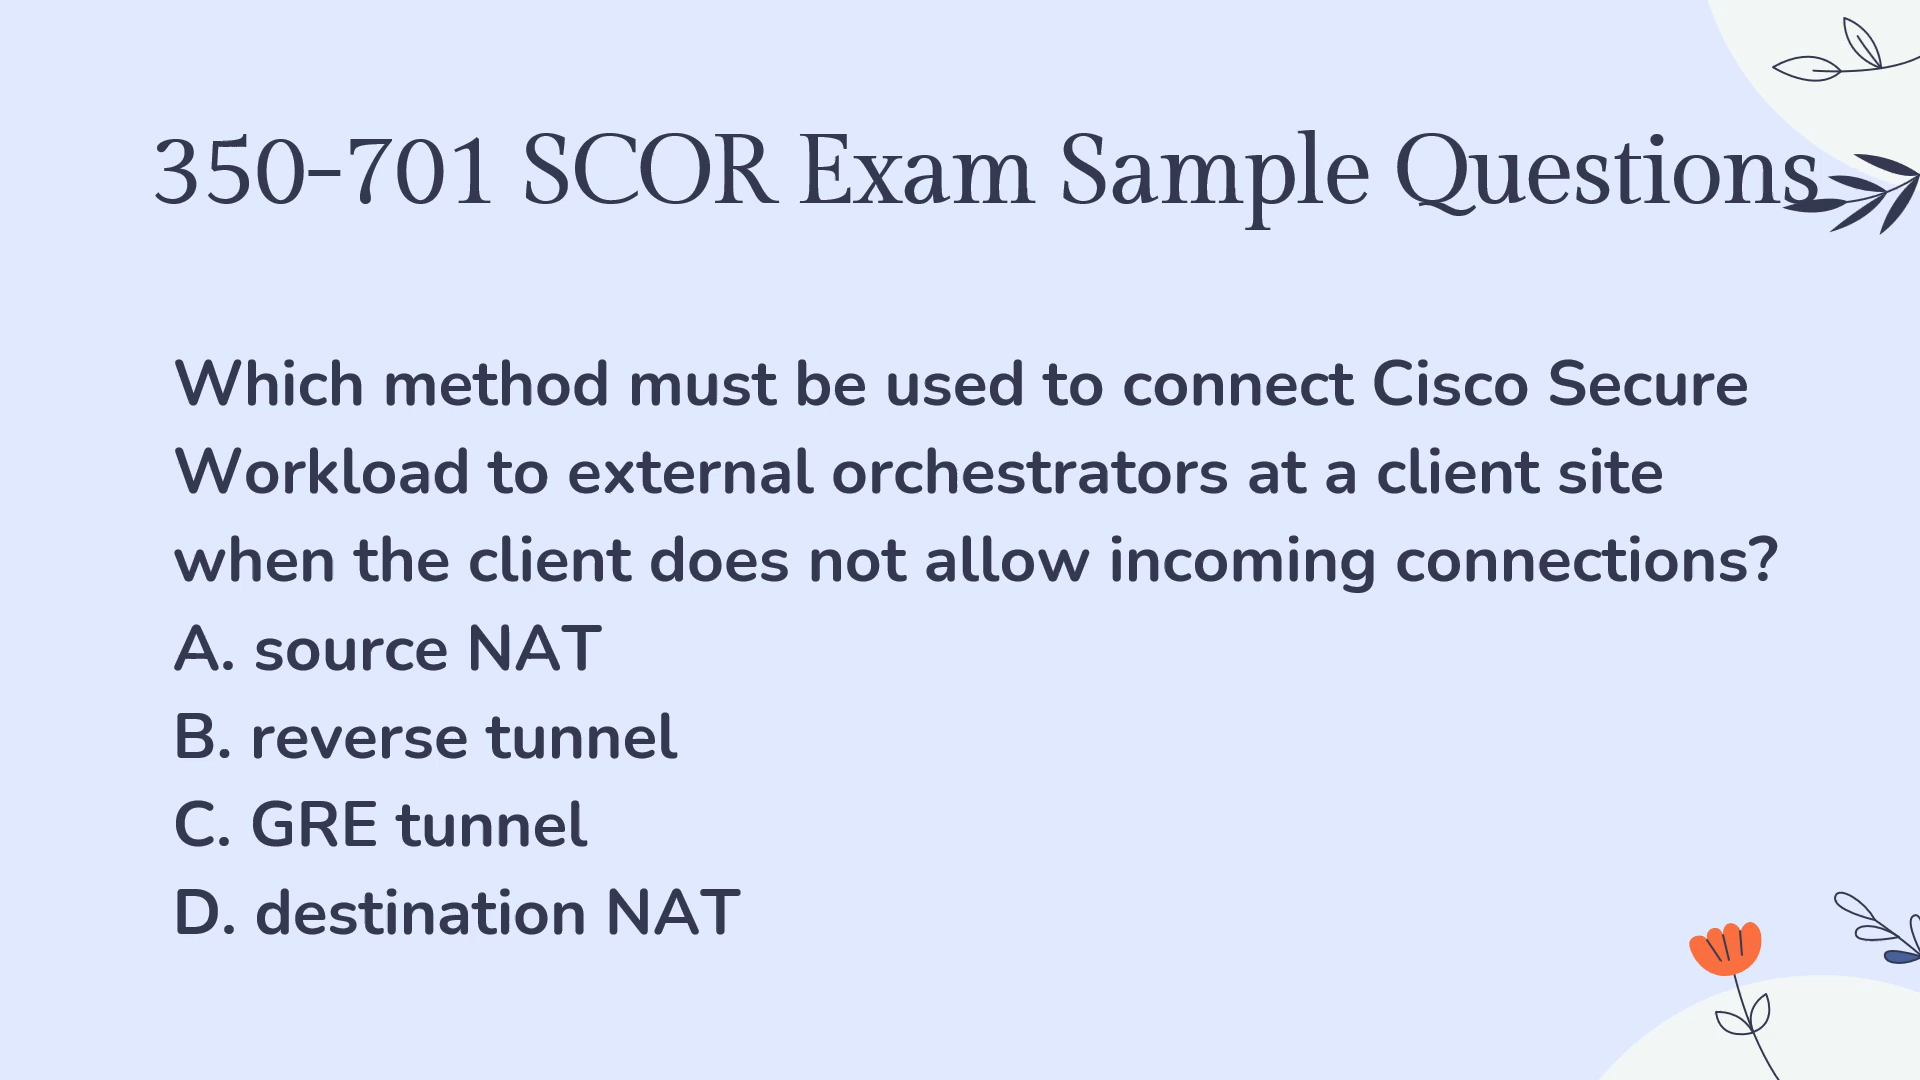 350-701 SCOR Exam Sample Questions
Which method must be used to connect Cisco Secure
Workload to external orchestrators at a client site
when the client does not allow incoming connections?
A. source NAT
B. reverse tunnel
C. GRE tunnel
D. destination NAT